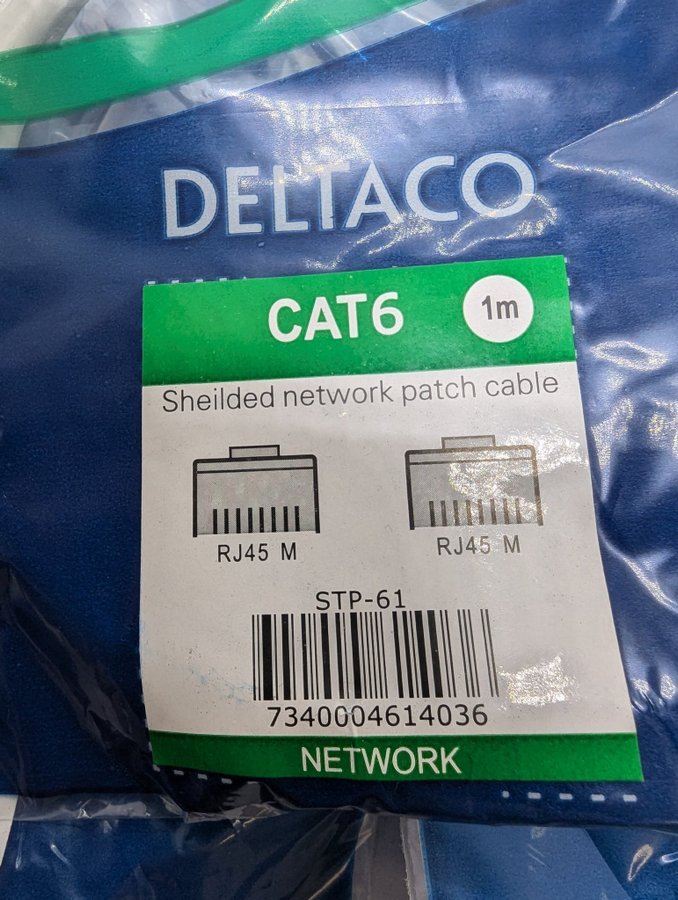 DELTACO
CAT6 1m
Sheilded network patch cable
RJ45 M RJ45 M
STP-61
7340004614036
NETWORK